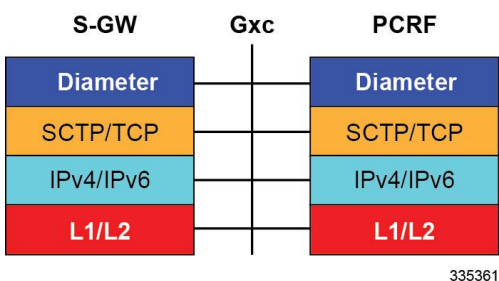 S-GW Gxc PCRF
Diameter Diameter
SCTP/TCP SCTP/TCP
IPv4/IPv6 IPv4/IPv6
L1/L2 L1/L2
335361